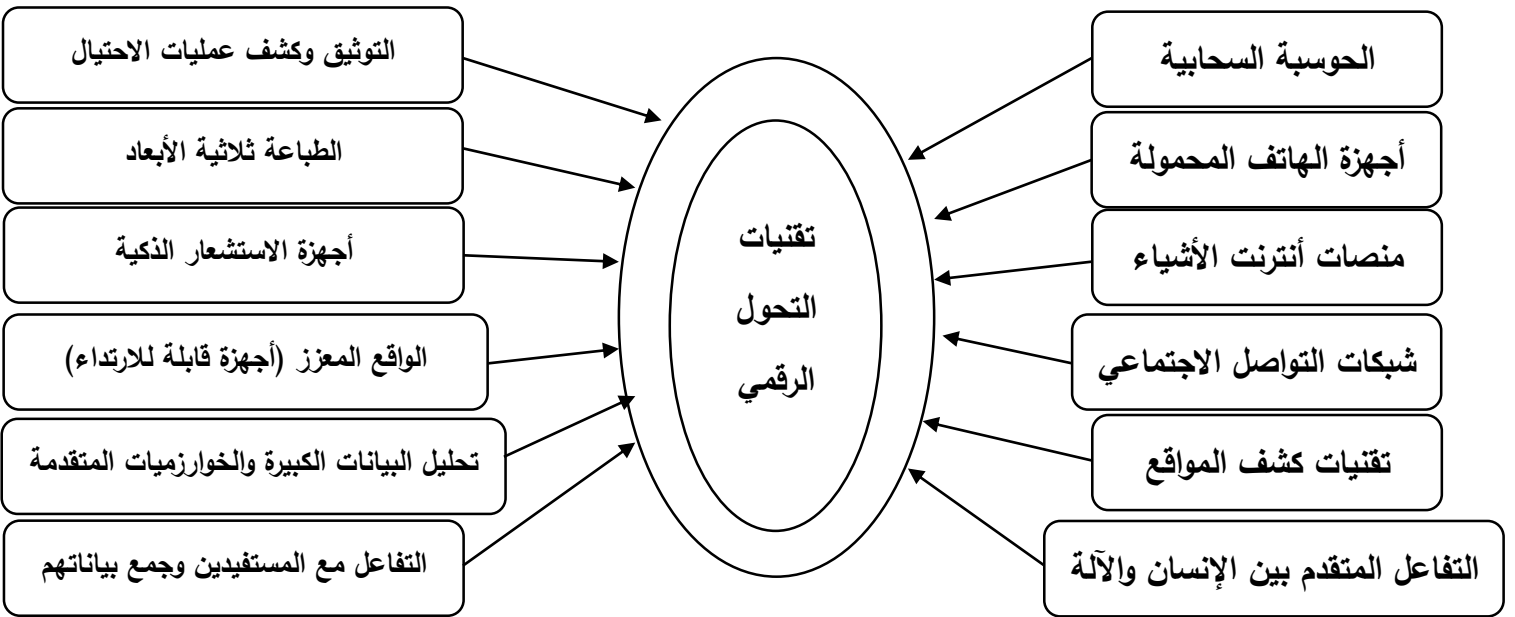 الحوسبة السحابية
أجهزة الهاتف المحمولة
منصات أنترنت الأشياء
شبكات التواصل الاجتماعي
تقنيات كشف المواقع
التفاعل المتقدم بين الإنسان والآلة
تقنيات
التحول
الرقمي
التوثيق وكشف عمليات الاحتيال
الطباعة ثلاثية الأبعاد
أجهزة الاستشعار الذكية
الواقع المعزز (أجهزة قابلة للارتداء)
تحليل البيانات الكبيرة والخوارزميات المتقدمة
التفاعل مع المستفيدين وجمع بياناتهم